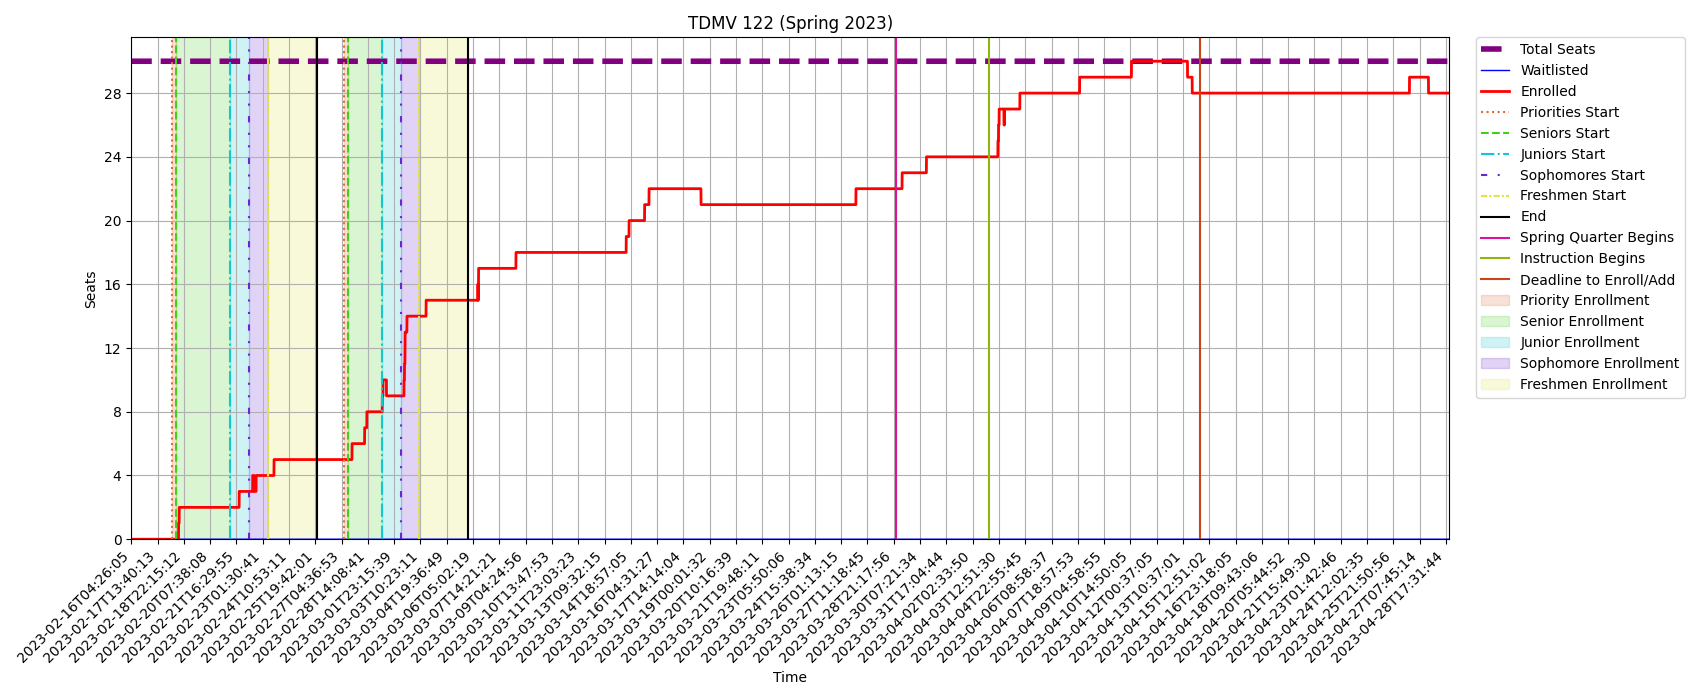 TDMV 122 (Spring 2023)
Total Seats
Waitlisted
Enrolled
Priorities Start
Seniors Start
Juniors Start
Sophomores Start
Freshmen Start
End
Spring Quarter Begins
Instruction Begins
Deadline to Enroll/Add
Priority Enrollment
Senior Enrollment
Junior Enrollment
Sophomore Enrollment
Freshmen Enrollment
Seats
28
24
20
16
12
8
4
0
2023-02-16T04:26:05
2023-02-17T13:40:13
2023-02-18T22:15:12
2023-02-20T07:38:08
2023-02-21T16:29:55
2023-02-23T01:30:41
2023-02-24T10:53:11
2023-02-25T19:42:01
2023-02-27T04:36:53
2023-02-28T14:08:41
2023-03-01T23:15:39
2023-03-03T10:23:11
2023-03-04T19:36:49
2023-03-06T05:02:19
2023-03-07T14:21:21
2023-03-09T04:24:56
2023-03-10T13:47:53
2023-03-11T23:03:23
2023-03-13T09:32:15
2023-03-14T18:57:05
2023-03-16T04:31:27
2023-03-17T14:14:04
2023-03-19T00:01:32
2023-03-20T10:16:39
2023-03-21T19:48:11
2023-03-23T05:50:06
2023-03-24T15:38:34
2023-03-26T01:13:15
2023-03-27T11:18:45
2023-03-28T21:17:56
2023-03-30T07:21:34
2023-03-31T17:04:44
2023-04-02T02:33:50
2023-04-03T12:51:30
2023-04-04T22:55:45
2023-04-06T08:58:37
2023-04-07T18:57:53
2023-04-09T04:58:55
2023-04-10T14:50:05
2023-04-12T00:37:05
2023-04-13T10:37:01
2023-04-15T12:51:02
2023-04-16T23:18:05
2023-04-18T09:43:06
2023-04-20T05:44:52
2023-04-21T15:49:30
2023-04-23T01:42:46
2023-04-24T12:02:35
2023-04-25T21:50:56
2023-04-27T07:45:14
2023-04-28T17:31:44
Time